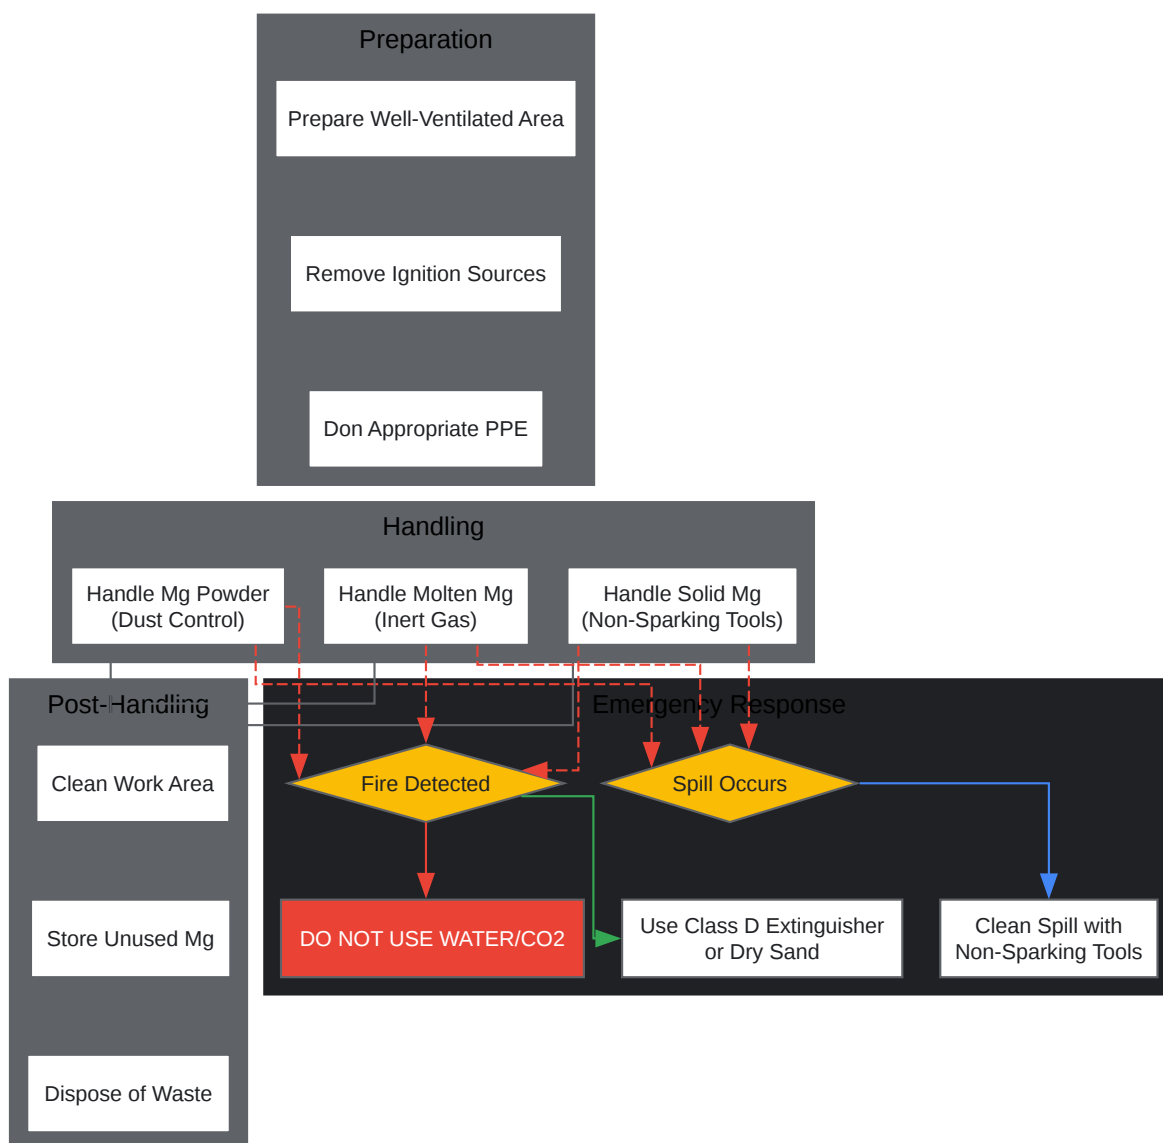 Preparation
Prepare Well-Ventilated Area
Remove Ignition Sources
Don Appropriate PPE
Handling
Handle Mg Powder
(Dust Control)
Handle Molten Mg
(Inert Gas)
Handle Solid Mg
(Non-Sparking Tools)
Post-Handling
Clean Work Area
Store Unused Mg
Dispose of Waste
Emergency Response
Fire Detected
Spill Occurs
DO NOT USE WATER/CO2
Use Class D Extinguisher
or Dry Sand
Clean Spill with
Non-Sparking Tools